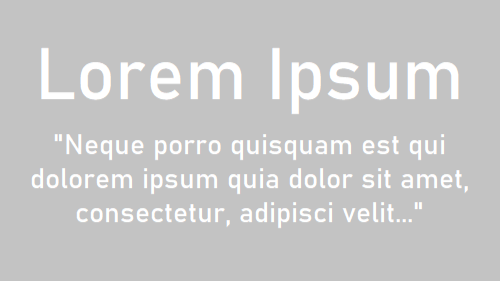 Lorem Ipsum
"Neque porro quisquam est qui
dolorem ipsum quia dolor sit amet,
consectetur, adipisci velit..."